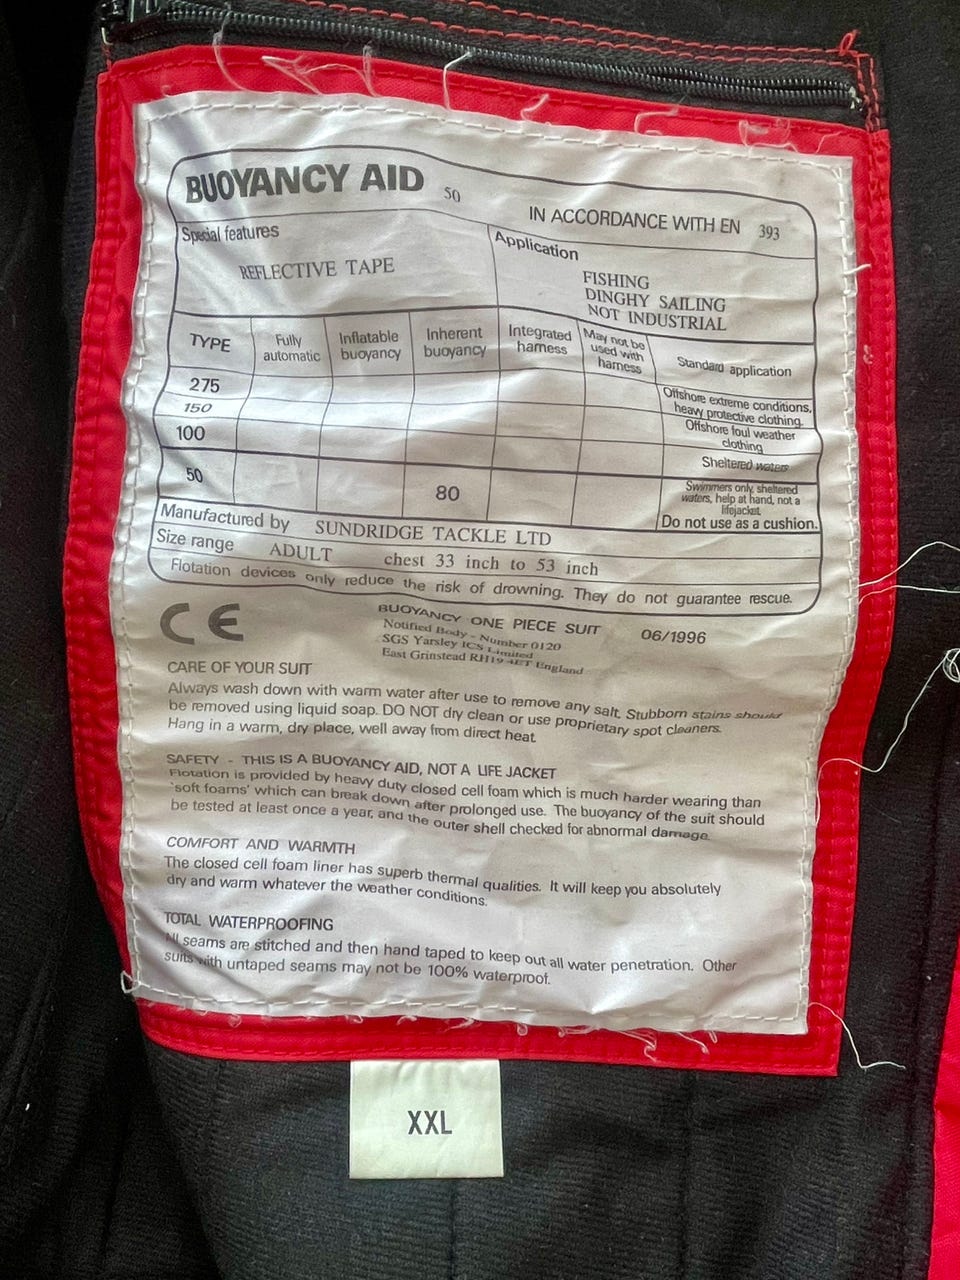 BUOYANCY AID 50
IN ACCORDANCE WITH EN 393
Special features
REFLECTIVE TAPE
Application
FISHING
DINGHY SAILING
NOT INDUSTRIAL
TYPE
Fully
automatic
Inflatable
buoyancy
Inherent
buoyancy
Integrated
harness
May not be
used with
harness
Standard application
275
Offshore extreme conditions,
heavy protective clothing.
150
Offshore foul weather
clothing
100
Sheltered waters
50
80
Swimmers only, sheltered
waters, help at hand, not a
lifejacket.
Do not use as a cushion.
Manufactured by SUNDRIDGE TACKLE LTD
Size range ADULT chest 33 inch to 53 inch
Flotation devices only reduce the risk of drowning. They do not guarantee rescue.
CE
BUOYANCY ONE PIECE SUIT 06/1996
Notified Body - Number 0120
SGS Yarsley ICS Limited
East Grinstead RH19 4ET England
CARE OF YOUR SUIT
Always wash down with warm water after use to remove any salt. Stubborn stains should
be removed using liquid soap. DO NOT dry clean or use proprietary spot cleaners.
Hang in a warm, dry place, well away from direct heat.
SAFETY - THIS IS A BUOYANCY AID, NOT A LIFE JACKET
Flotation is provided by heavy duty closed cell foam which is much harder wearing than
'soft foams' which can break down after prolonged use. The buoyancy of the suit should
be tested at least once a year, and the outer shell checked for abnormal damage.
COMFORT AND WARMTH
The closed cell foam liner has superb thermal qualities. It will keep you absolutely
dry and warm whatever the weather conditions.
TOTAL WATERPROOFING
All seams are stitched and then hand taped to keep out all water penetration. Other
suits with untaped seams may not be 100% waterproof.
XXL